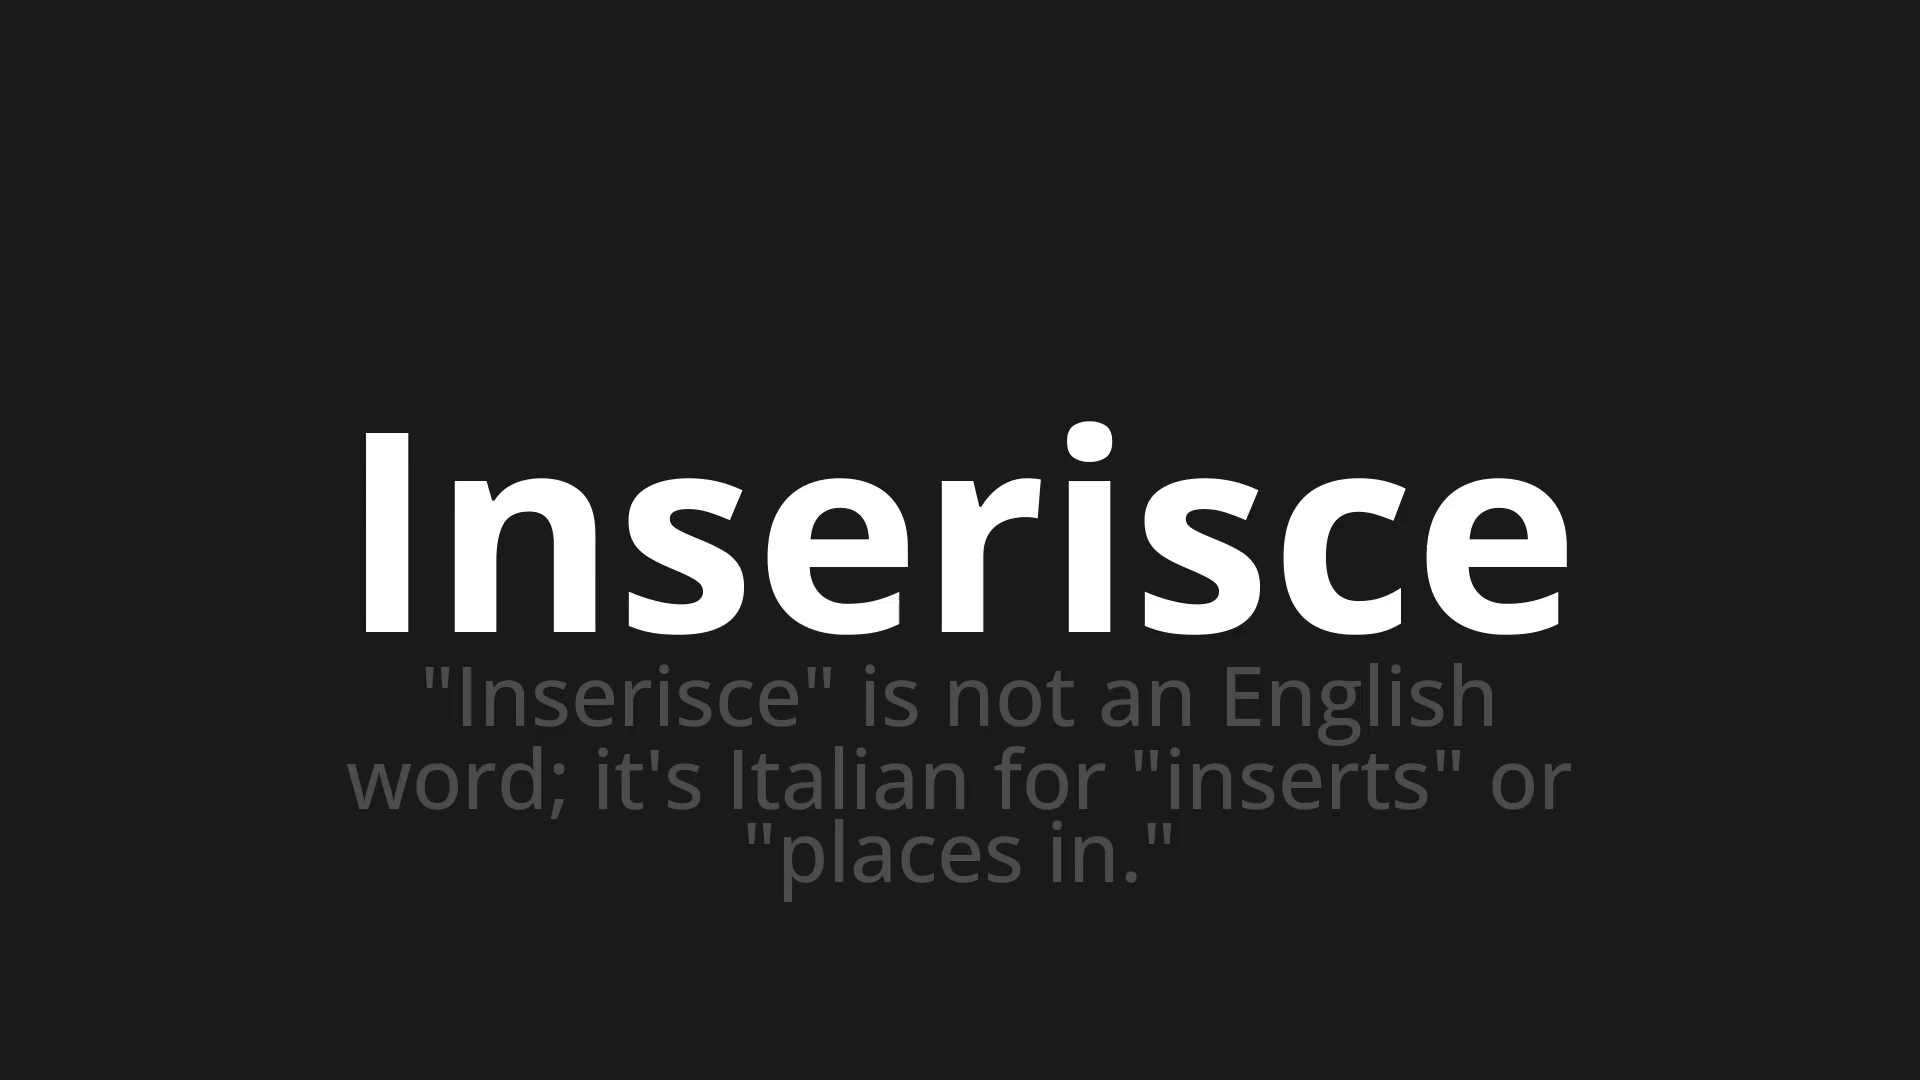 Inserisce
"Inserisce" is not an English
word; it's Italian for "inserts" or
"places in."